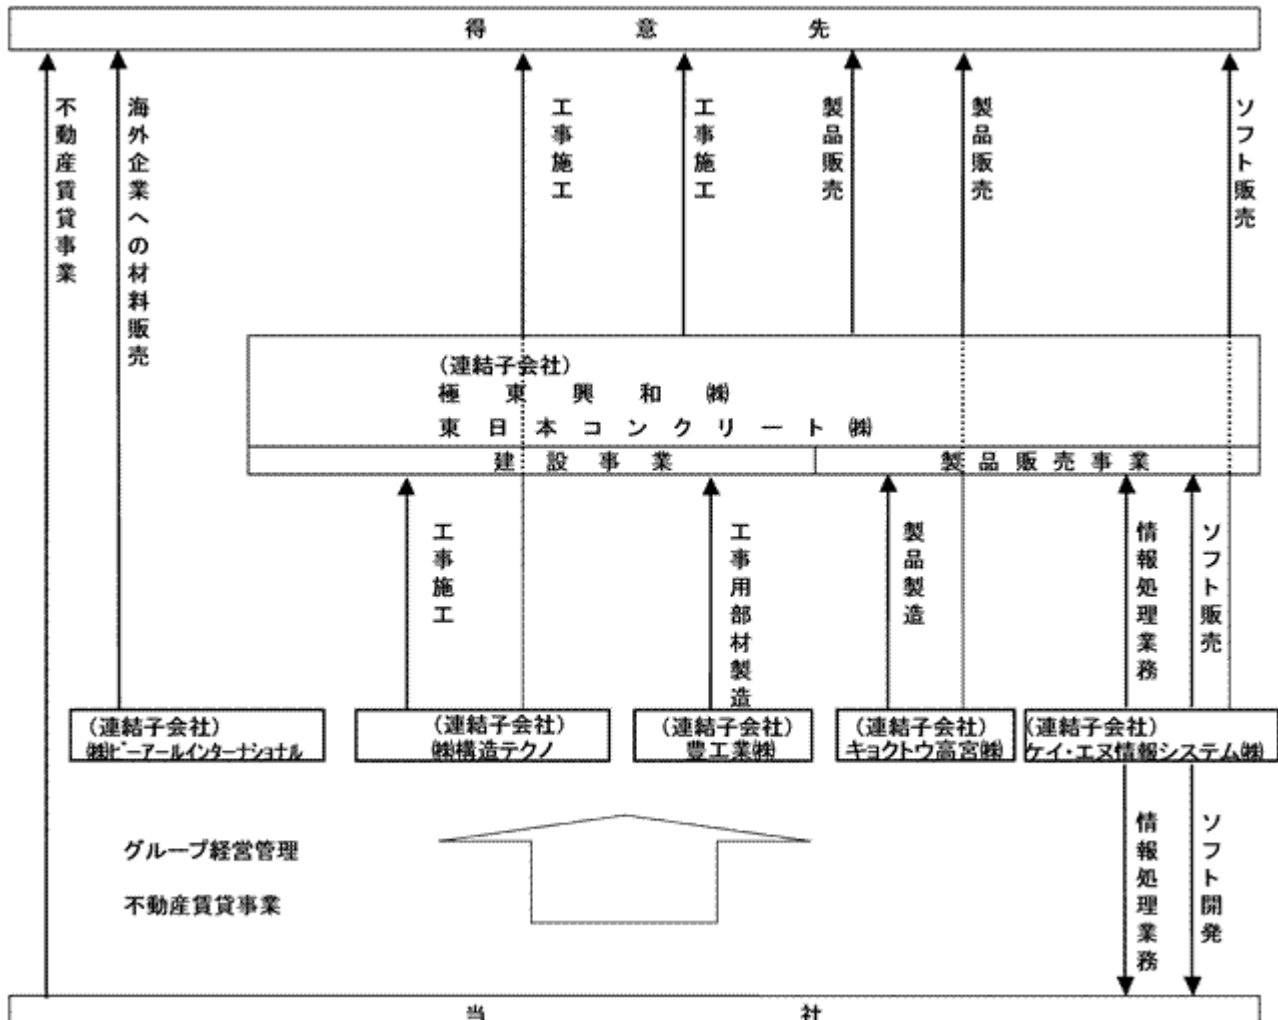 得意先
不動産賃貸事業
海外企業への材料販売
工事施工
工事施工
製品販売
製品販売
ソフト販売
(連結子会社)
極東興和㈱
東日本コンクリート㈱
建設事業
製品販売事業
工事施工
工事用部材製造
製品製造
情報処理業務
ソフト販売
(連結子会社)
㈱ビーアールインターナショナル
(連結子会社)
㈱構造テクノ
(連結子会社)
豊工業㈱
(連結子会社)
キョクトウ高宮㈱
(連結子会社)
ケイ・エヌ情報システム㈱
グループ経営管理
不動産賃貸事業
情報処理業務
ソフト開発
当社